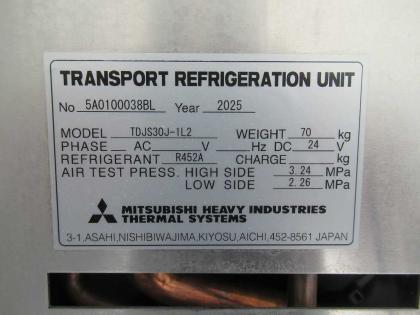 TRANSPORT REFRIGERATION UNIT
No 5A0100038BL Year 2025
MODEL TDJS30J-1L2 WEIGHT 70 kg
PHASE AC V Hz DC 24 V
REFRIGERANT R452A CHARGE kg
AIR TEST PRESS. HIGH SIDE 3.24 MPa
LOW SIDE 2.26 MPa
MITSUBISHI HEAVY INDUSTRIES
THERMAL SYSTEMS
3-1,ASAHI,NISHIBIWAJIMA,KIYOSU,AICHI,452-8561 JAPAN